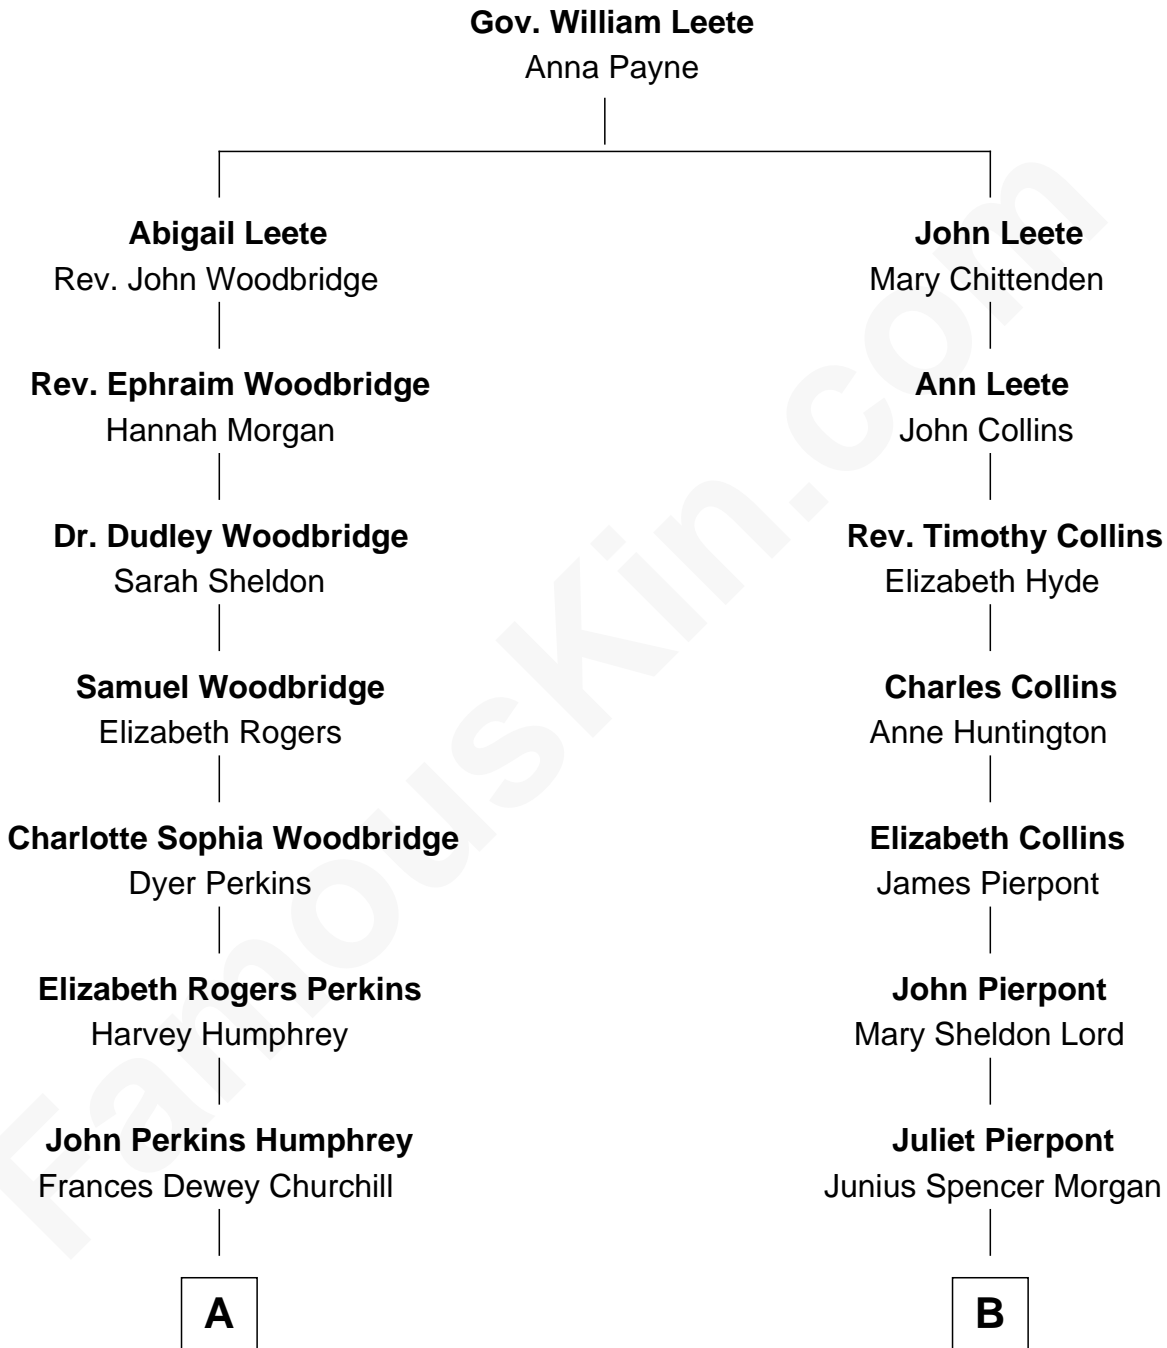 Gov. William Leete
Anna Payne
Abigail Leete
Rev. John Woodbridge
John Leete
Mary Chittenden
Rev. Ephraim Woodbridge
Hannah Morgan
Ann Leete
John Collins
Dr. Dudley Woodbridge
Sarah Sheldon
Rev. Timothy Collins
Elizabeth Hyde
Samuel Woodbridge
Elizabeth Rogers
Charles Collins
Anne Huntington
Charlotte Sophia Woodbridge
Dyer Perkins
Elizabeth Collins
James Pierpont
Elizabeth Rogers Perkins
Harvey Humphrey
John Pierpont
Mary Sheldon Lord
John Perkins Humphrey
Frances Dewey Churchill
Juliet Pierpont
Junius Spencer Morgan
A
B
FamousKin.com